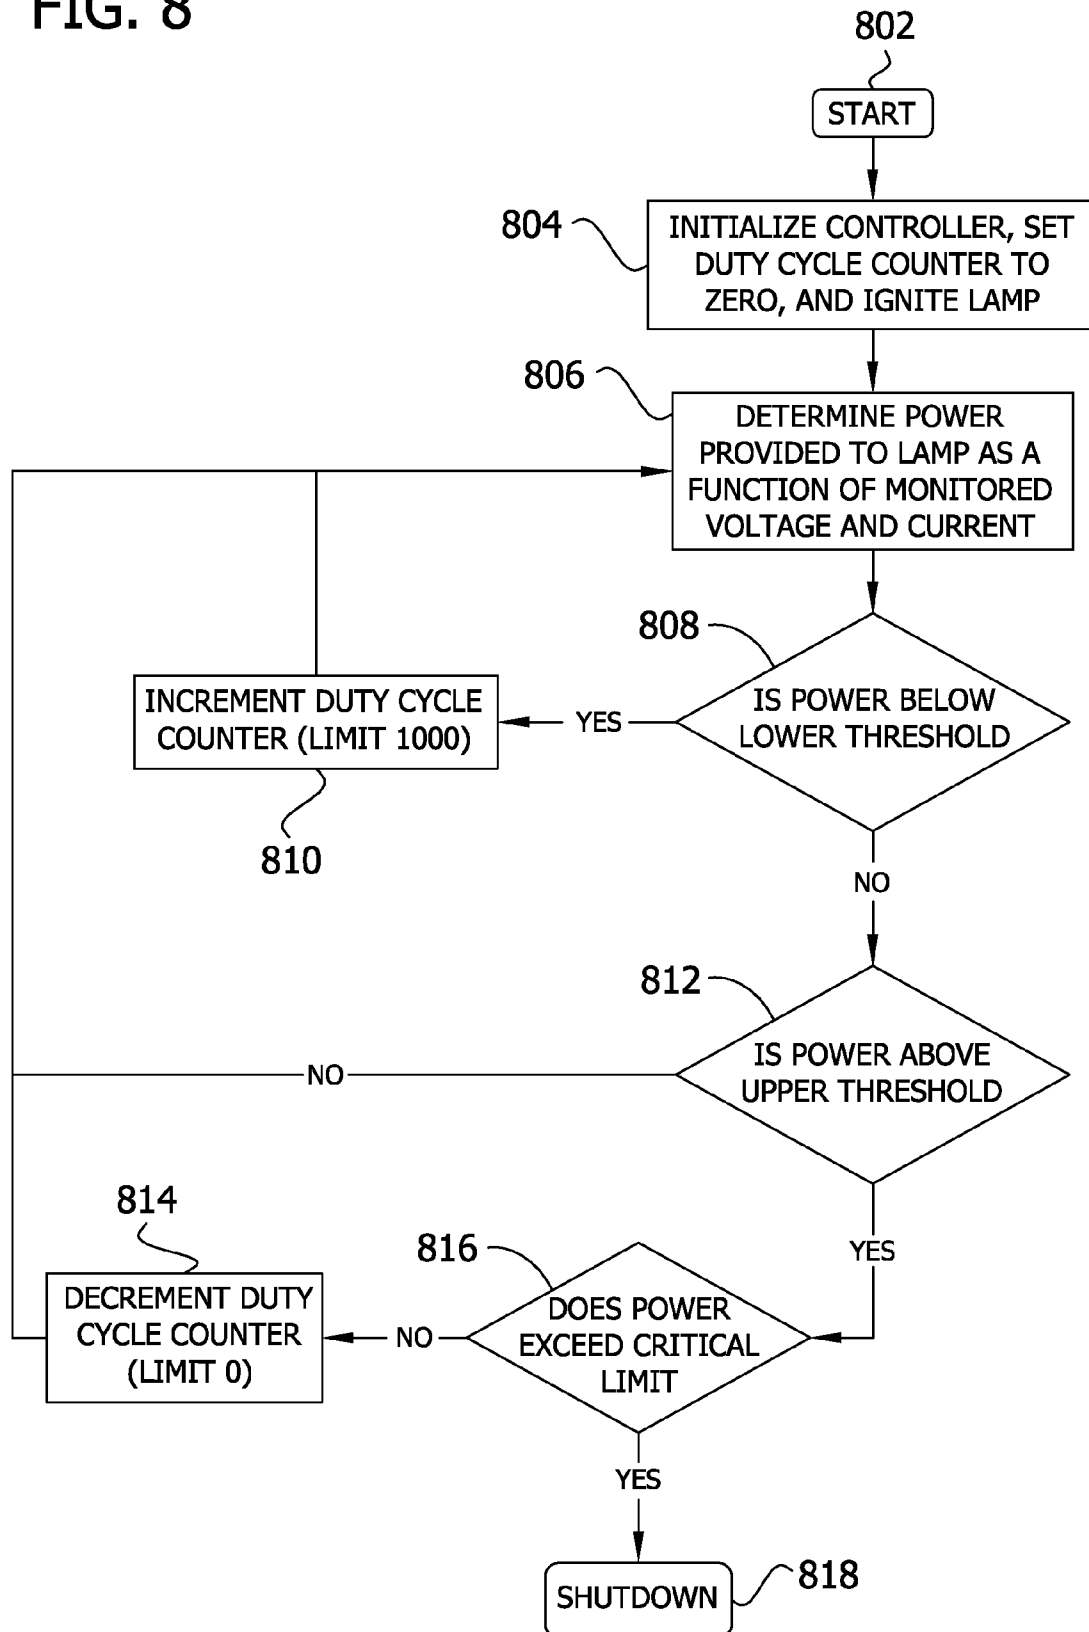 FIG. 8
802
START
804
INITIALIZE CONTROLLER, SET
DUTY CYCLE COUNTER TO
ZERO, AND IGNITE LAMP
806
DETERMINE POWER
PROVIDED TO LAMP AS A
FUNCTION OF MONITORED
VOLTAGE AND CURRENT
808
IS POWER BELOW
LOWER THRESHOLD
YES
INCREMENT DUTY CYCLE
COUNTER (LIMIT 1000)
810
NO
812
IS POWER ABOVE
UPPER THRESHOLD
NO
YES
814
DECREMENT DUTY
CYCLE COUNTER
(LIMIT 0)
NO
816
DOES POWER
EXCEED CRITICAL
LIMIT
YES
SHUTDOWN
818